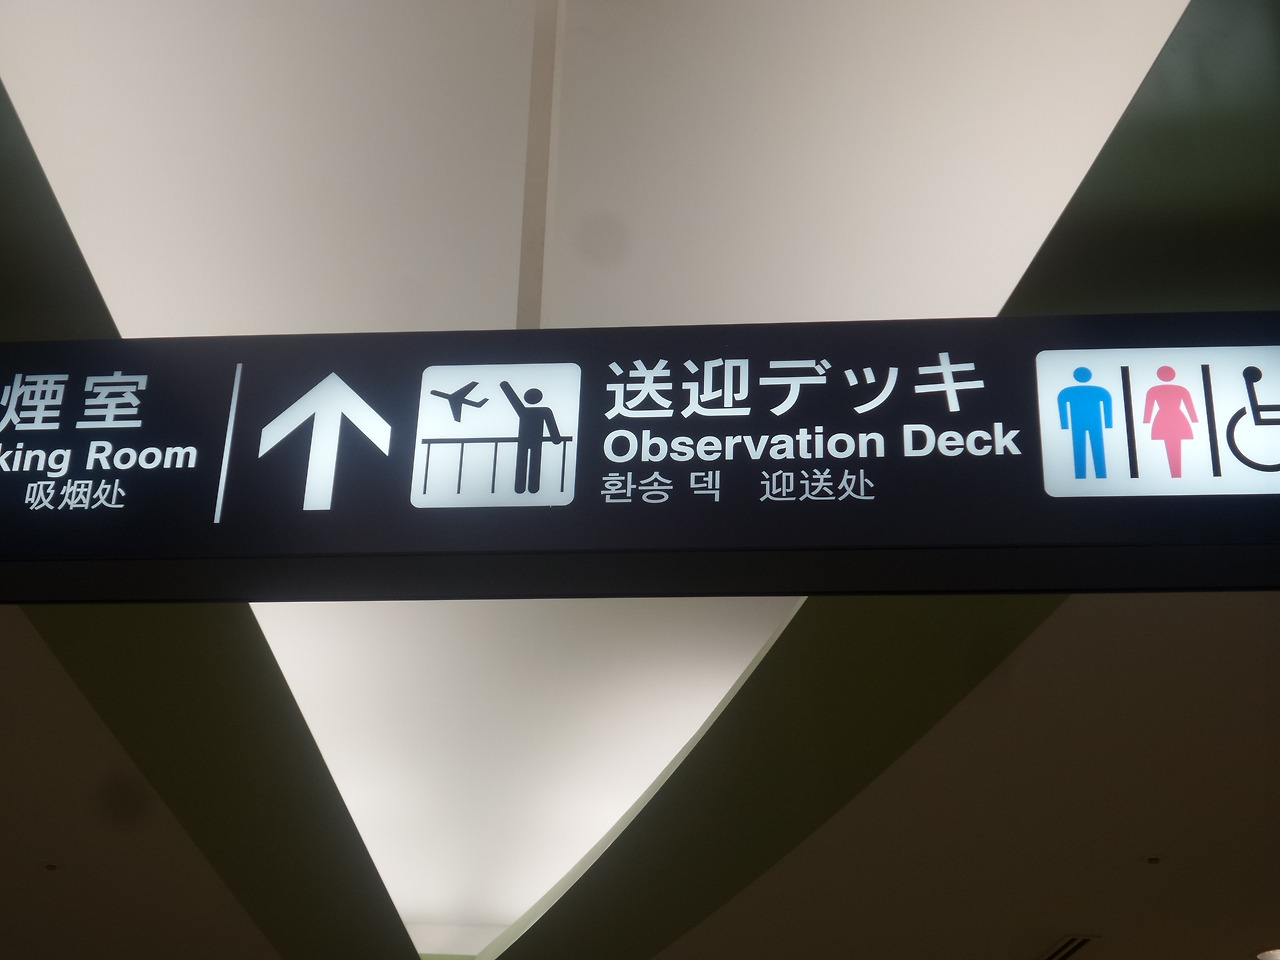 煙室
king Room
吸烟处
送迎デッキ
Observation Deck
환송 덱 迎送处